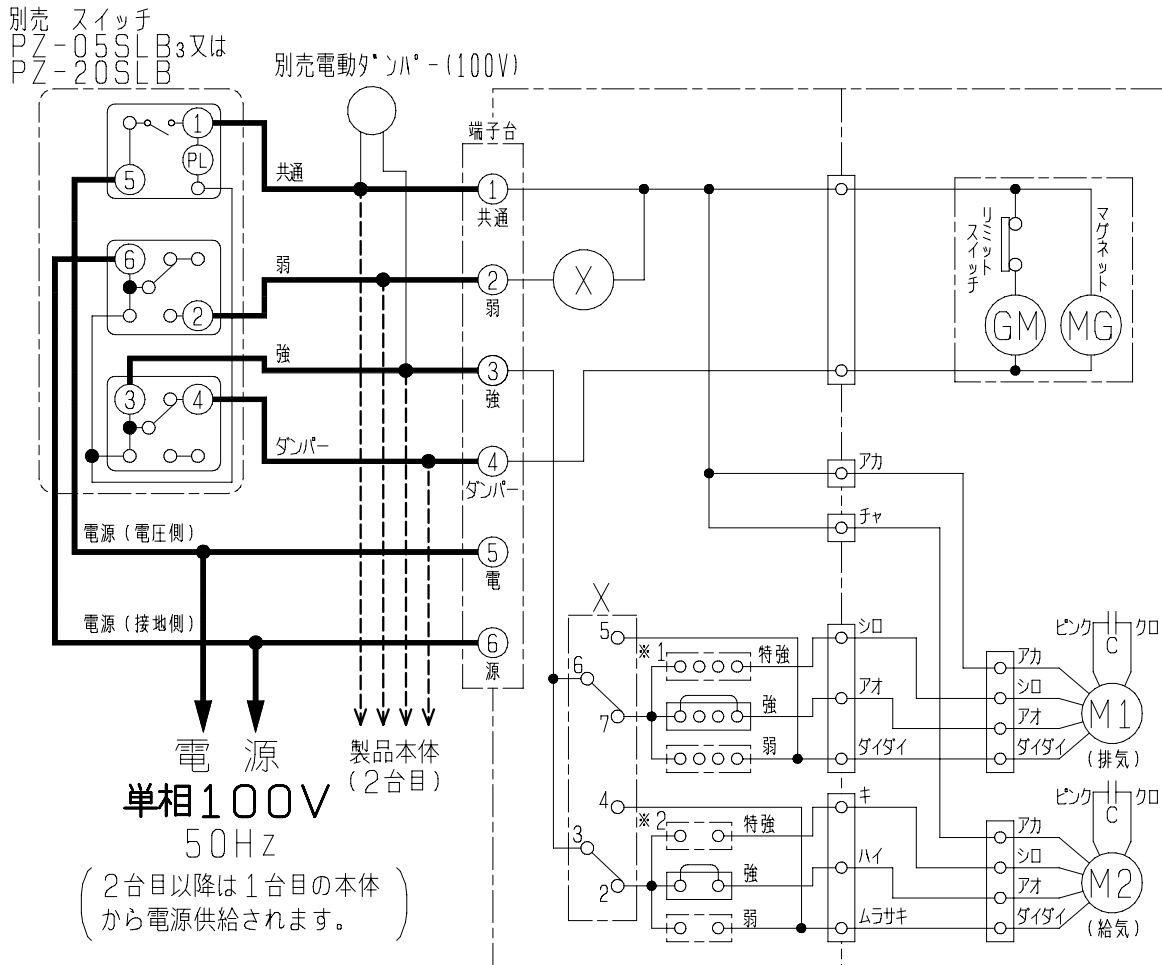 別売 スイッチ
PZ-05SLB3又は
PZ-20SLB
別売電動ダンパ-(100V)
端子台
1
PL
5
共通
1
共通
6
2
弱
2
弱
3
4
強
3
強
ダンパー
4
ダンパー
電源(電圧側)
5
電
電源(接地側)
6
源
X
リミット
スイッチ
マグネット
GM
MG
アカ
チャ
X
5
6
7
4
3
2
※1
特強
強
弱
シロ
アオ
ダイダイ
※2
特強
強
弱
キ
ハイ
ムラサキ
ピンク
C
クロ
アカ
シロ
アオ
ダイダイ
M1
(排気)
ピンク
C
クロ
アカ
シロ
アオ
ダイダイ
M2
(給気)
電 源
単相100V
50Hz
(2台目以降は1台目の本体
から電源供給されます。)
製品本体
(2台目)